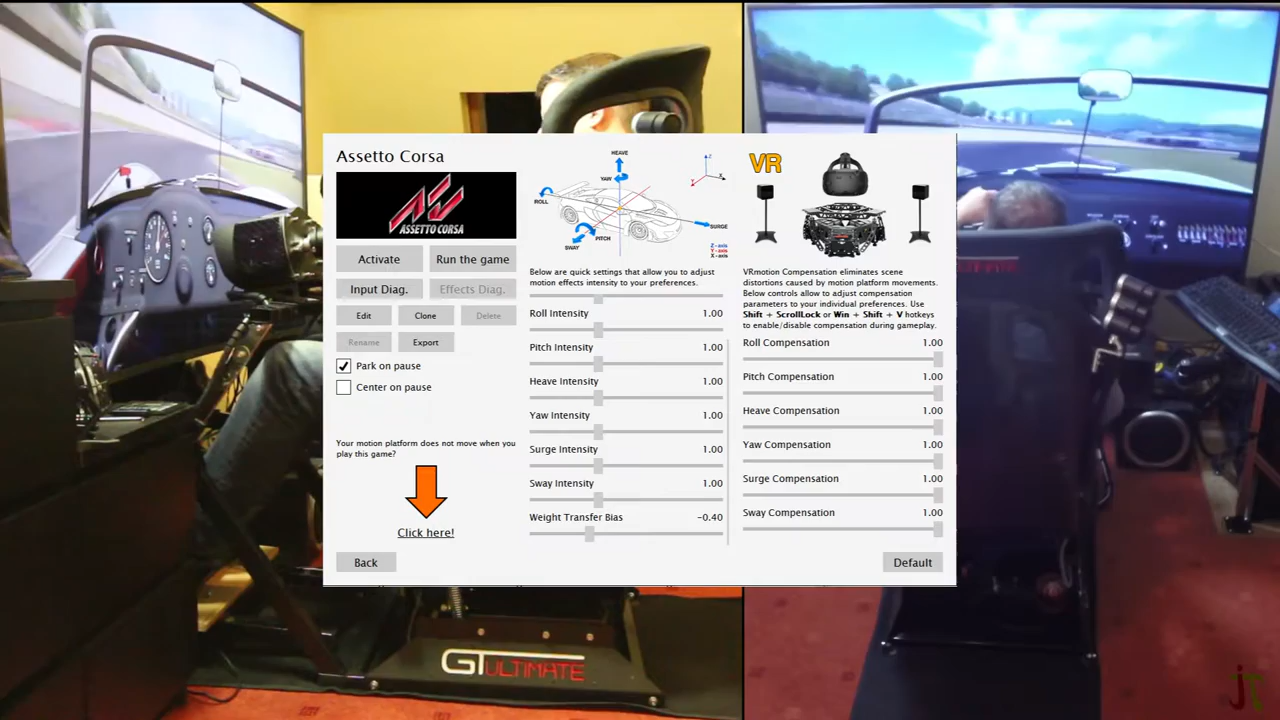 Assetto Corsa
ASSETTO CORSA
Activate
Run the game
Input Diag.
Effects Diag.
Edit
Clone
Delete
Rename
Export
Park on pause
Center on pause
Your motion platform does not move when you
play this game?
Click here!
Back
HEAVE
YAW
ROLL
SURGE
SWAY
PITCH
Z
Y
X
Z-axis
Y-axis
X-axis
Below are quick settings that allow you to adjust
motion effects intensity to your preferences.
Roll Intensity 1.00
Pitch Intensity 1.00
Heave Intensity 1.00
Yaw Intensity 1.00
Surge Intensity 1.00
Sway Intensity 1.00
Weight Transfer Bias -0.40
VR
VRmotion Compensation eliminates scene
distortions caused by motion platform movements.
Below controls allow to adjust compensation
parameters to your individual preferences. Use
Shift + ScrollLock or Win + Shift + V hotkeys
to enable/disable compensation during gameplay.
Roll Compensation 1.00
Pitch Compensation 1.00
Heave Compensation 1.00
Yaw Compensation 1.00
Surge Compensation 1.00
Sway Compensation 1.00
Default
GTULTIMATE
jT